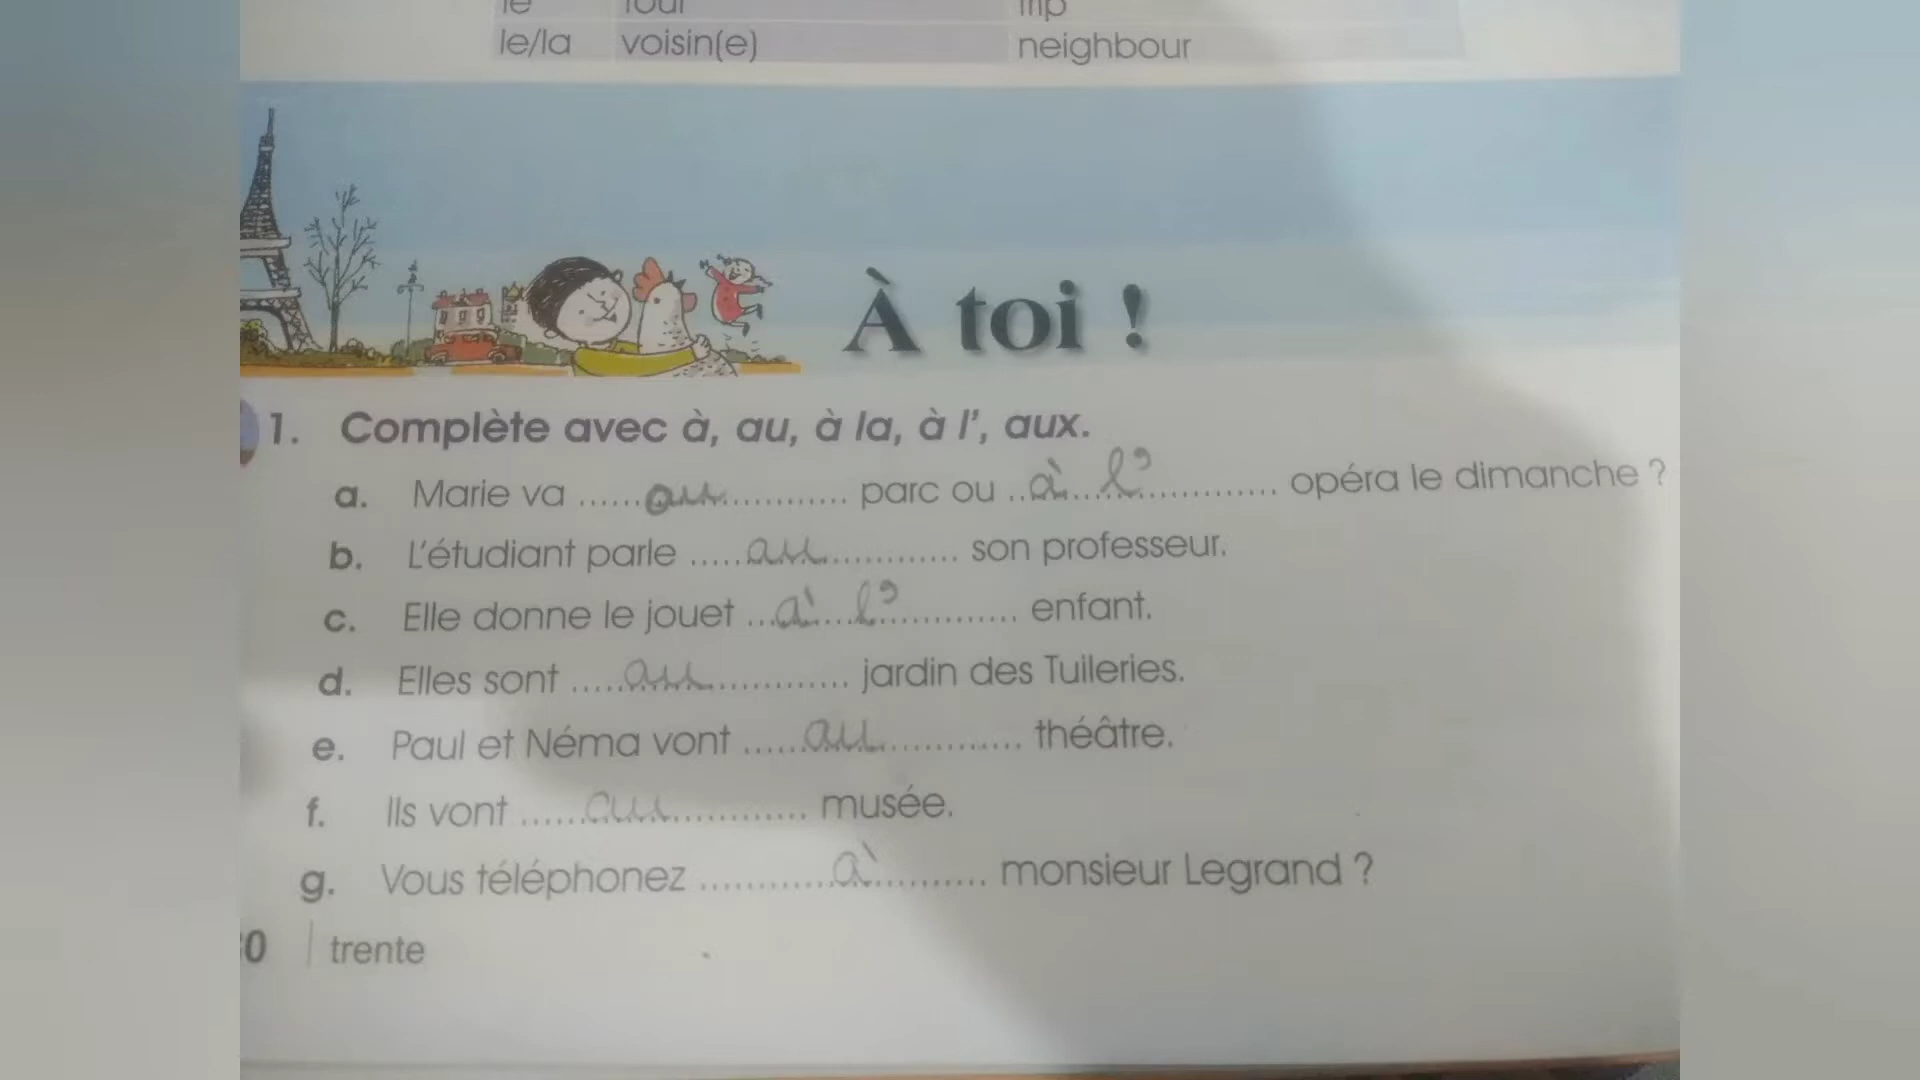 le/la voisin(e) neighbour
À toi !
1. Complète avec à, au, à la, à l', aux.
a. Marie va ......au............ parc ou ..à....l'............ opéra le dimanche ?
b. L'étudiant parle .....au............ son professeur.
c. Elle donne le jouet ...à....l'............ enfant.
d. Elles sont .....au............ jardin des Tuileries.
e. Paul et Néma vont ......au............ théâtre.
f. Ils vont ......au............ musée.
g. Vous téléphonez ............à............ monsieur Legrand ?
0 | trente